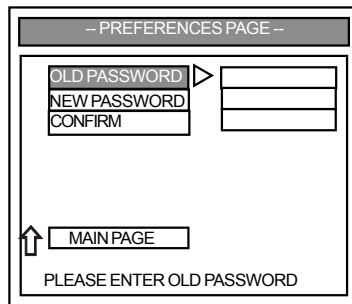 -- PREFERENCES PAGE --
OLD PASSWORD
NEW PASSWORD
CONFIRM
MAIN PAGE
PLEASE ENTER OLD PASSWORD